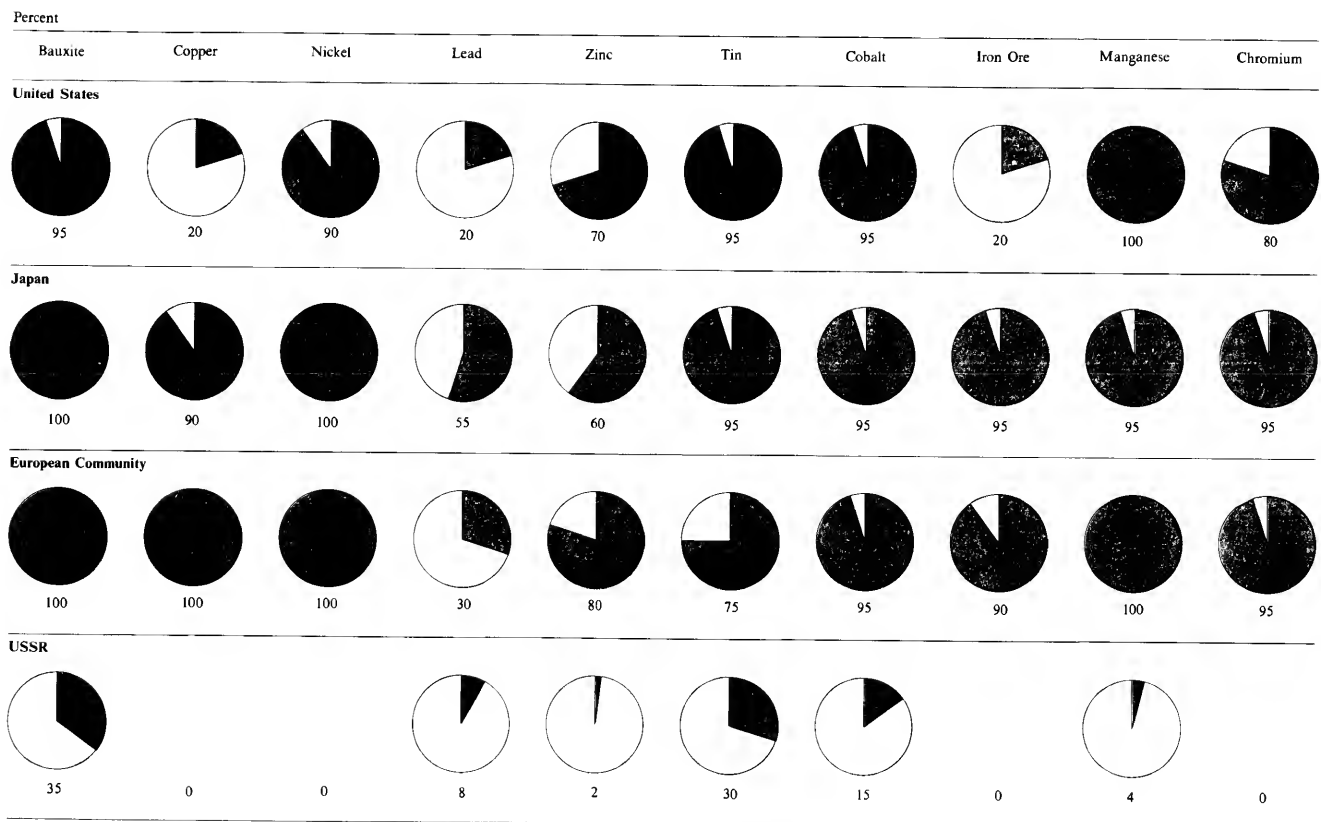 Percent
Bauxite Copper Nickel Lead Zinc Tin Cobalt Iron Ore Manganese Chromium
United States
95 20 90 20 70 95 95 20 100 80
Japan
100 90 100 55 60 95 95 95 95 95
European Community
100 100 100 30 80 75 95 90 100 95
USSR
35 0 0 8 2 30 15 0 4 0